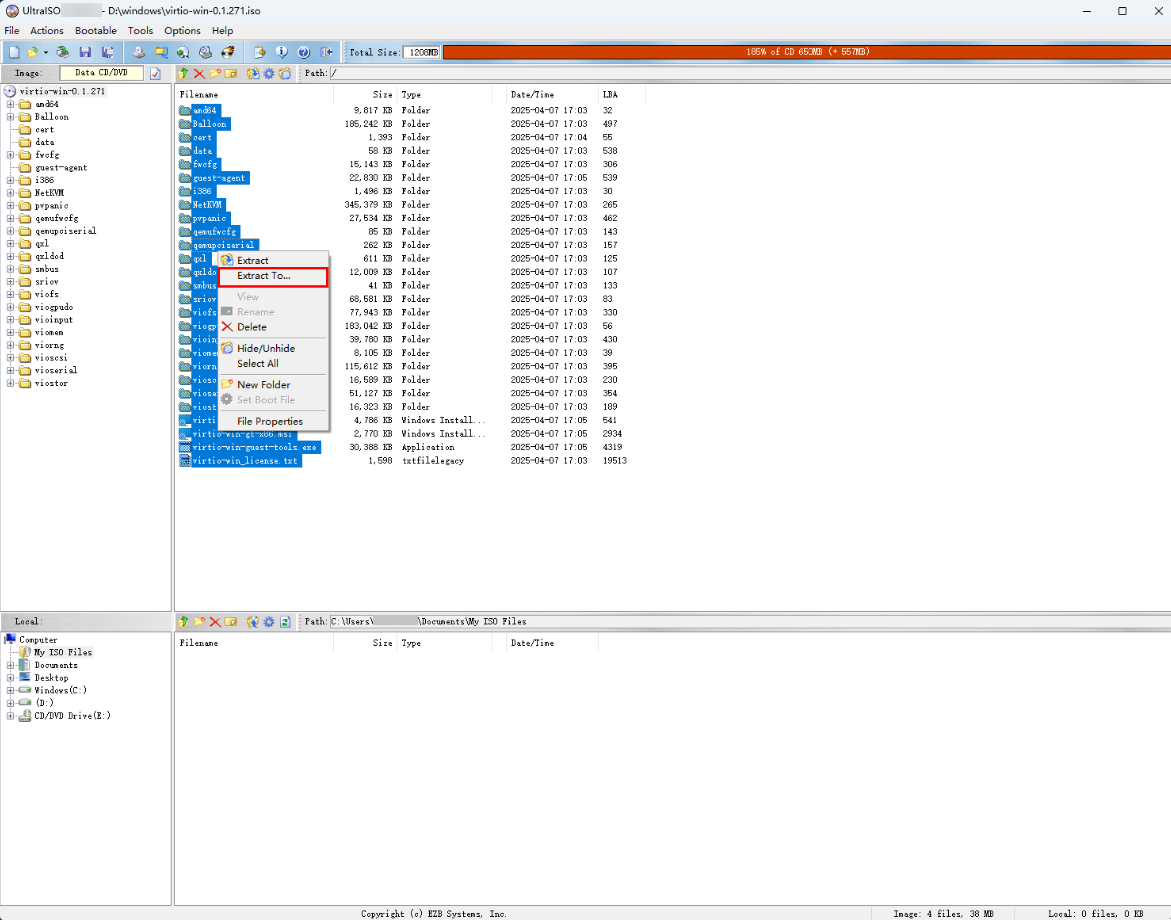 UltraISO - D:\windows\virtio-win-0.1.271.iso
File Actions Bootable Tools Options Help
Total Size: 1208MB 185% of CD 650MB (+ 557MB)
Image: Data CD/DVD Path: /
virtio-win-0.1.271
amd64
Balloon
cert
data
fwcfg
guest-agent
i386
NetKVM
pvpanic
qemufwcfg
qemupciserial
qxl
qxldod
smbus
sriov
viofs
viogpudo
vioinput
viomem
viorng
vioscsi
vioserial
viostor
Filename Size Type Date/Time LBA
amd64 9,817 KB Folder 2025-04-07 17:03 32
Balloon 185,242 KB Folder 2025-04-07 17:03 497
cert 1,393 Folder 2025-04-07 17:04 55
data 58 KB Folder 2025-04-07 17:03 538
fwcfg 15,143 KB Folder 2025-04-07 17:03 306
guest-agent 22,830 KB Folder 2025-04-07 17:05 539
i386 1,496 KB Folder 2025-04-07 17:03 30
NetKVM 345,379 KB Folder 2025-04-07 17:03 265
pvpanic 27,534 KB Folder 2025-04-07 17:03 462
qemufwcfg 85 KB Folder 2025-04-07 17:03 143
qemupciserial 262 KB Folder 2025-04-07 17:03 157
qxl 611 KB Folder 2025-04-07 17:03 125
qxldo 12,009 KB Folder 2025-04-07 17:03 107
smbus 41 KB Folder 2025-04-07 17:03 133
sriov 68,581 KB Folder 2025-04-07 17:03 83
viofs 77,943 KB Folder 2025-04-07 17:03 330
viogp 183,042 KB Folder 2025-04-07 17:03 56
vioin 39,780 KB Folder 2025-04-07 17:03 430
viome 8,105 KB Folder 2025-04-07 17:03 39
viorn 115,612 KB Folder 2025-04-07 17:03 395
viosc 16,589 KB Folder 2025-04-07 17:03 230
viose 51,127 KB Folder 2025-04-07 17:03 354
viost 16,323 KB Folder 2025-04-07 17:03 189
virti 4,786 KB Windows Install... 2025-04-07 17:05 541
virtio-win-gt-x86.msi 2,770 KB Windows Install... 2025-04-07 17:05 2934
virtio-win-guest-tools.exe 30,388 KB Application 2025-04-07 17:05 4319
virtio-win_license.txt 1,598 txtfilelegacy 2025-04-07 17:03 19513
Extract
Extract To...
View
Rename
Delete
Hide/Unhide
Select All
New Folder
Set Boot File
File Properties
Local: Path: C:\Users\ \Documents\My ISO Files
Computer
My ISO Files
Documents
Desktop
Windows(C:)
(D:)
CD/DVD Drive(E:)
Filename Size Type Date/Time
Copyright (c) EZB Systems, Inc. Image: 4 files, 38 MB Local: 0 files, 0 KB